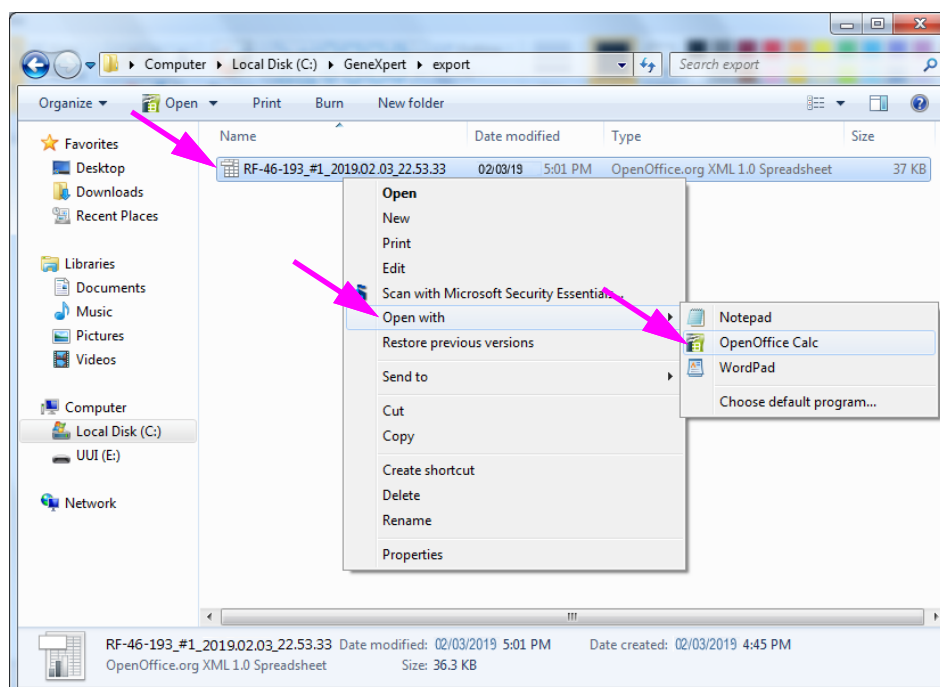 Computer Local Disk (C:) GeneXpert export Search export
Organize Open Print Burn New folder
Name Date modified Type Size
RF-46-193_#1_2019.02.03_22.53.33 02/03/19 5:01 PM OpenOffice.org XML 1.0 Spreadsheet 37 KB
Favorites
Desktop
Downloads
Recent Places
Libraries
Documents
Music
Pictures
Videos
Computer
Local Disk (C:)
UUI (E:)
Network
Open
New
Print
Edit
Scan with Microsoft Security Essentials...
Open with
Restore previous versions
Send to
Cut
Copy
Create shortcut
Delete
Rename
Properties
Notepad
OpenOffice Calc
WordPad
Choose default program...
RF-46-193_#1_2019.02.03_22.53.33 Date modified: 02/03/2019 5:01 PM Date created: 02/03/2019 4:45 PM
OpenOffice.org XML 1.0 Spreadsheet Size: 36.3 KB